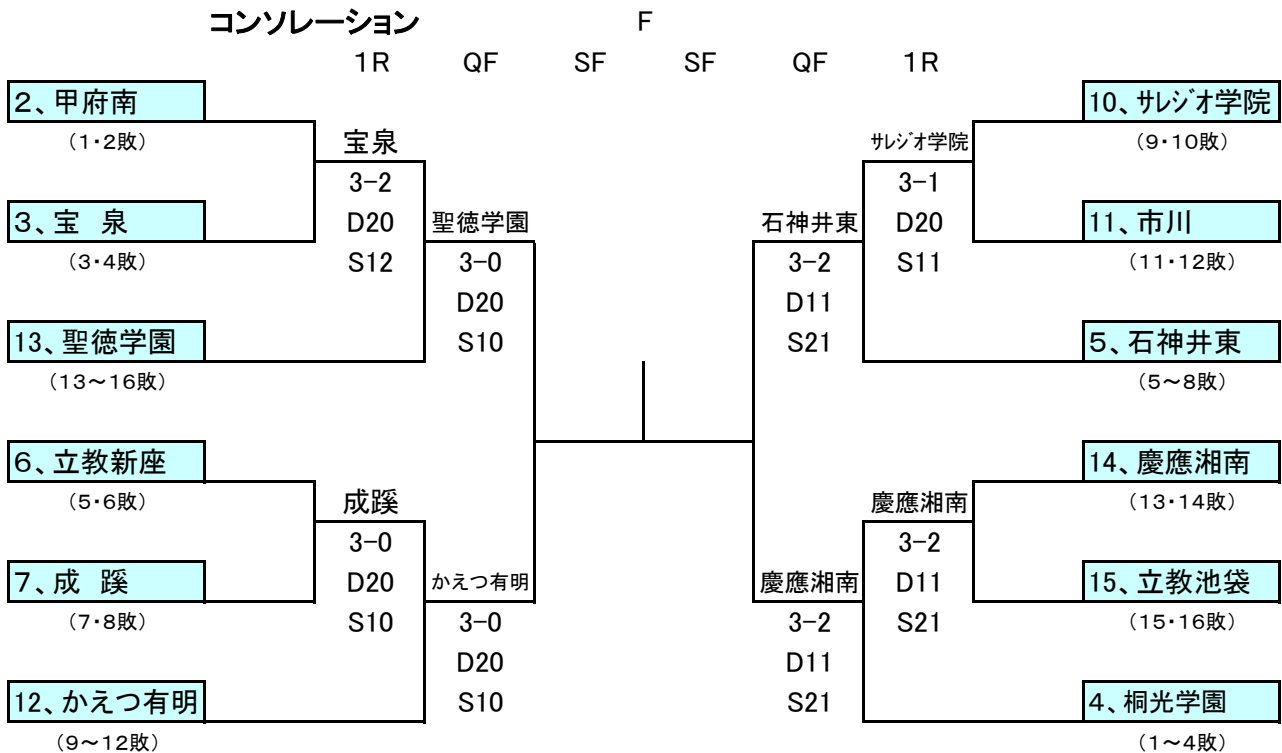 コンソレーション F
1R QF SF SF QF 1R
2、甲府南 10、サレジオ学院
(1・2敗) 宝泉 サレジオ学院 (9・10敗)
3-2 3-1
3、宝 泉 D20 聖徳学園 石神井東 D20 11、市川
(3・4敗) S12 3-0 3-2 S11 (11・12敗)
D20 D11
13、聖徳学園 S10 S21 5、石神井東
(13～16敗) (5～8敗)
6、立教新座 14、慶應湘南
(5・6敗) 成蹊 慶應湘南 (13・14敗)
3-0 3-2
7、成 蹊 D20 かえつ有明 慶應湘南 D11 15、立教池袋
(7・8敗) S10 3-0 3-2 S21 (15・16敗)
D20 D11
12、かえつ有明 S10 S21 4、桐光学園
(9～12敗) (1～4敗)